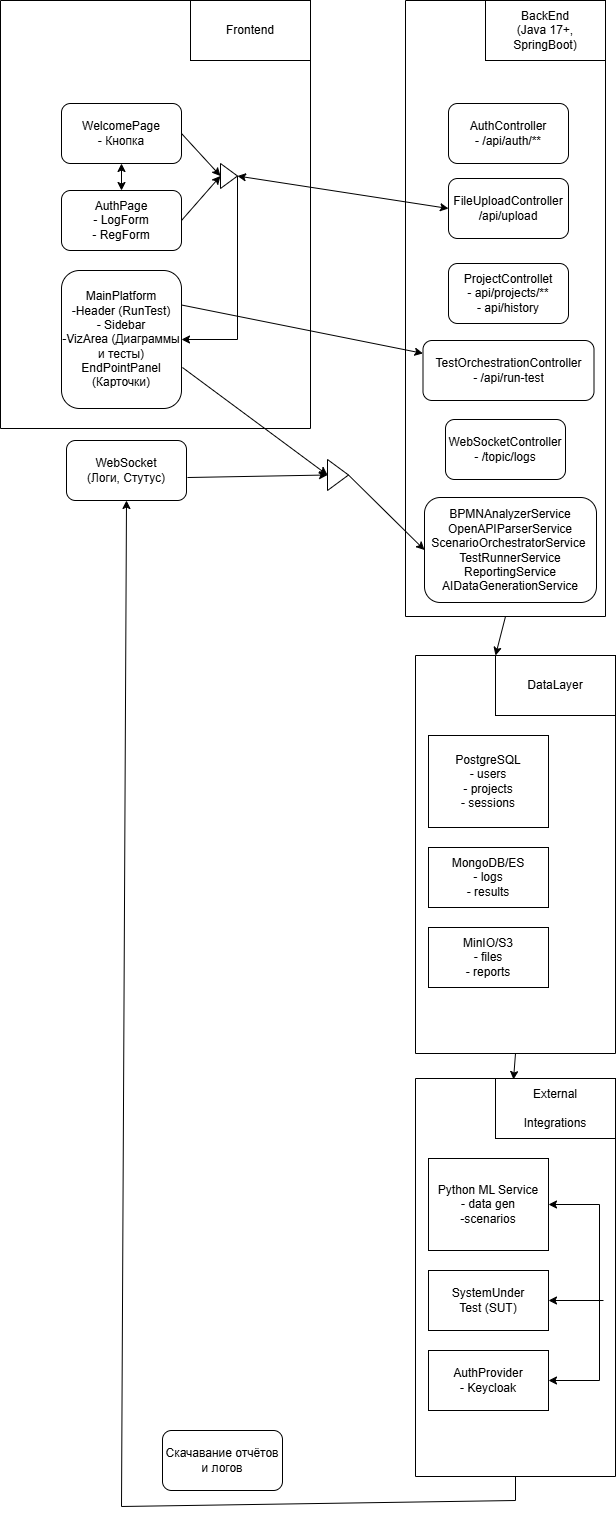 Frontend
WelcomePage
- Кнопка
AuthPage
- LogForm
- RegForm
MainPlatform
-Header (RunTest)
- Sidebar
-VizArea (Диаграммы
и тесты)
EndPointPanel
(Карточки)
WebSocket
(Логи, Стутус)
BackEnd
(Java 17+,
SpringBoot)
AuthController
- /api/auth/**
FileUploadController
/api/upload
ProjectControllet
- api/projects/**
- api/history
TestOrchestrationController
- /api/run-test
WebSocketController
- /topic/logs
BPMNAnalyzerService
OpenAPIParserService
ScenarioOrchestratorService
TestRunnerService
ReportingService
AIDataGenerationService
DataLayer
PostgreSQL
- users
- projects
- sessions
MongoDB/ES
- logs
- results
MinIO/S3
- files
- reports
External
Integrations
Python ML Service
- data gen
-scenarios
SystemUnder
Test (SUT)
AuthProvider
- Keycloak
Скачавание отчётов
и логов